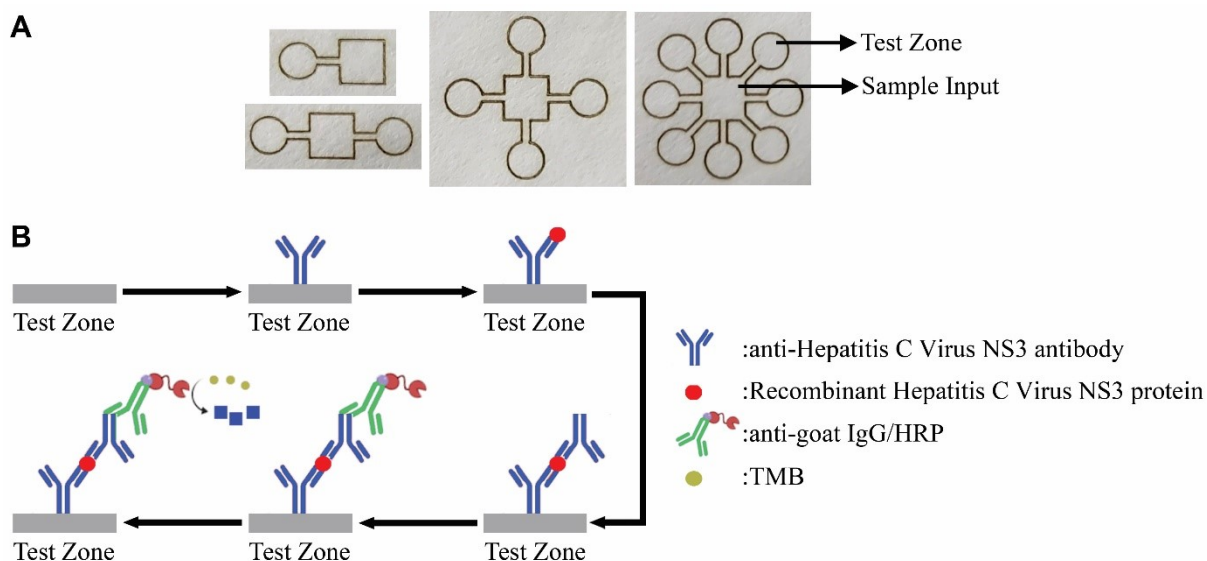 A
Test Zone
Sample Input
B
Test Zone
Test Zone
Test Zone
:anti-Hepatitis C Virus NS3 antibody
:Recombinant Hepatitis C Virus NS3 protein
:anti-goat IgG/HRP
:TMB
Test Zone
Test Zone
Test Zone